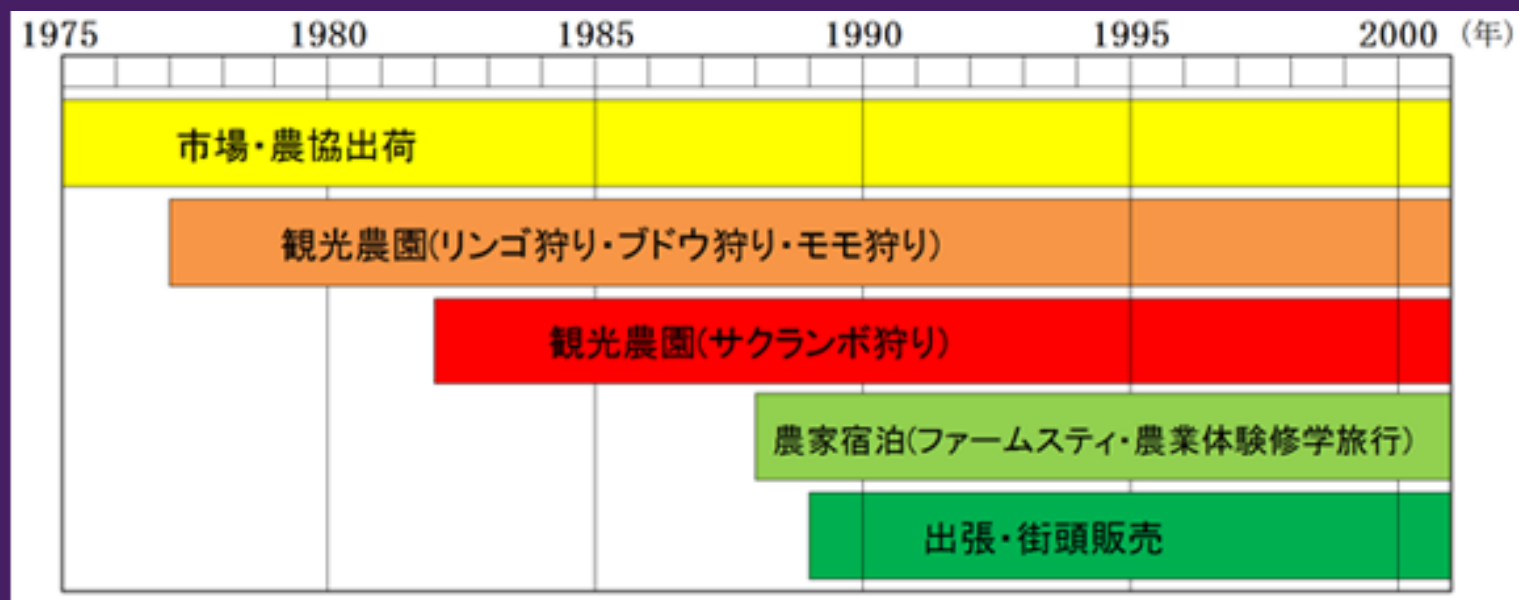 1975 1980 1985 1990 1995 2000 (年)
市場・農協出荷
観光農園(リンゴ狩り・ブドウ狩り・モモ狩り)
観光農園(サクランボ狩り)
農家宿泊(ファームスティ・農業体験修学旅行)
出張・街頭販売